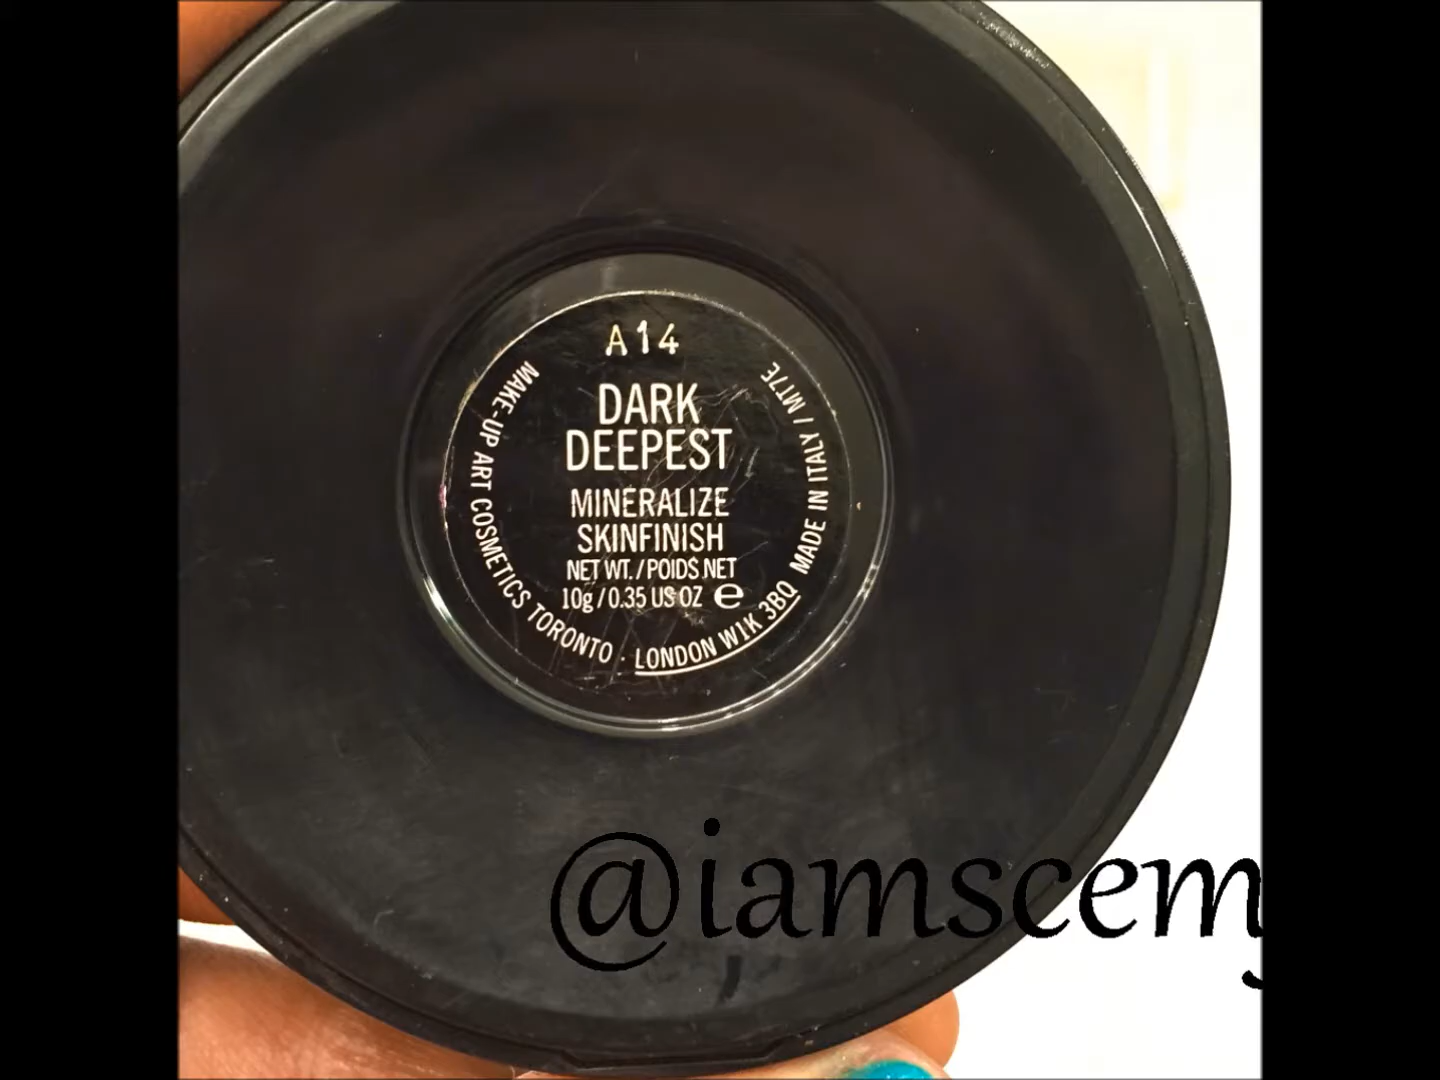 A14
DARK
DEEPEST
MINERALIZE
SKINFINISH
NET WT./POIDS NET
10g/0.35 US OZ e
MAKE-UP ART COSMETICS TORONTO · LONDON W1K 3BQ MADE IN ITALY / MT7E
@iamscem